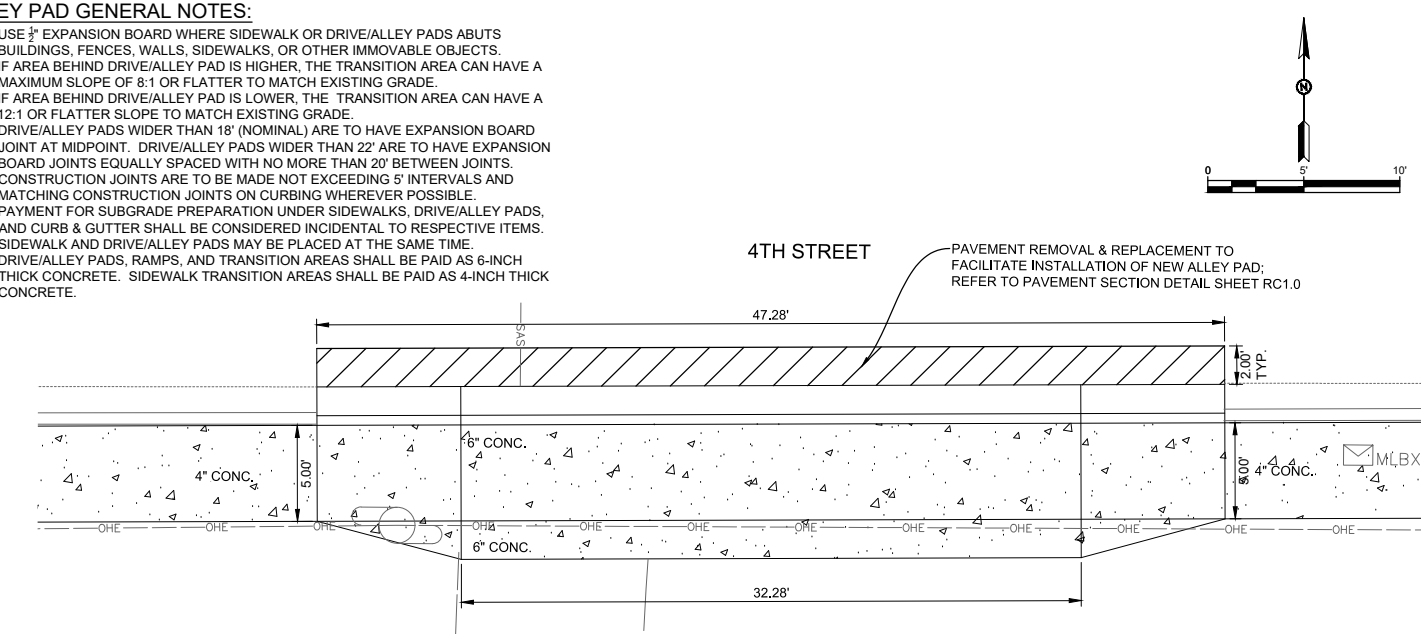 EY PAD GENERAL NOTES:
USE ½" EXPANSION BOARD WHERE SIDEWALK OR DRIVE/ALLEY PADS ABUTS
BUILDINGS, FENCES, WALLS, SIDEWALKS, OR OTHER IMMOVABLE OBJECTS.
IF AREA BEHIND DRIVE/ALLEY PAD IS HIGHER, THE TRANSITION AREA CAN HAVE A
MAXIMUM SLOPE OF 8:1 OR FLATTER TO MATCH EXISTING GRADE.
IF AREA BEHIND DRIVE/ALLEY PAD IS LOWER, THE TRANSITION AREA CAN HAVE A
12:1 OR FLATTER SLOPE TO MATCH EXISTING GRADE.
DRIVE/ALLEY PADS WIDER THAN 18' (NOMINAL) ARE TO HAVE EXPANSION BOARD
JOINT AT MIDPOINT. DRIVE/ALLEY PADS WIDER THAN 22' ARE TO HAVE EXPANSION
BOARD JOINTS EQUALLY SPACED WITH NO MORE THAN 20' BETWEEN JOINTS.
CONSTRUCTION JOINTS ARE TO BE MADE NOT EXCEEDING 5' INTERVALS AND
MATCHING CONSTRUCTION JOINTS ON CURBING WHEREVER POSSIBLE.
PAYMENT FOR SUBGRADE PREPARATION UNDER SIDEWALKS, DRIVE/ALLEY PADS,
AND CURB & GUTTER SHALL BE CONSIDERED INCIDENTAL TO RESPECTIVE ITEMS.
SIDEWALK AND DRIVE/ALLEY PADS MAY BE PLACED AT THE SAME TIME.
DRIVE/ALLEY PADS, RAMPS, AND TRANSITION AREAS SHALL BE PAID AS 6-INCH
THICK CONCRETE. SIDEWALK TRANSITION AREAS SHALL BE PAID AS 4-INCH THICK
CONCRETE.
N
0 5' 10'
4TH STREET
PAVEMENT REMOVAL & REPLACEMENT TO
FACILITATE INSTALLATION OF NEW ALLEY PAD;
REFER TO PAVEMENT SECTION DETAIL SHEET RC1.0
47.28'
SAS
2.00'
TYP.
6" CONC.
4" CONC.
5.00'
5.00'
4" CONC.
MLBX
OHE OHE OHE OHE OHE OHE OHE OHE OHE OHE OHE OHE
6" CONC.
32.28'